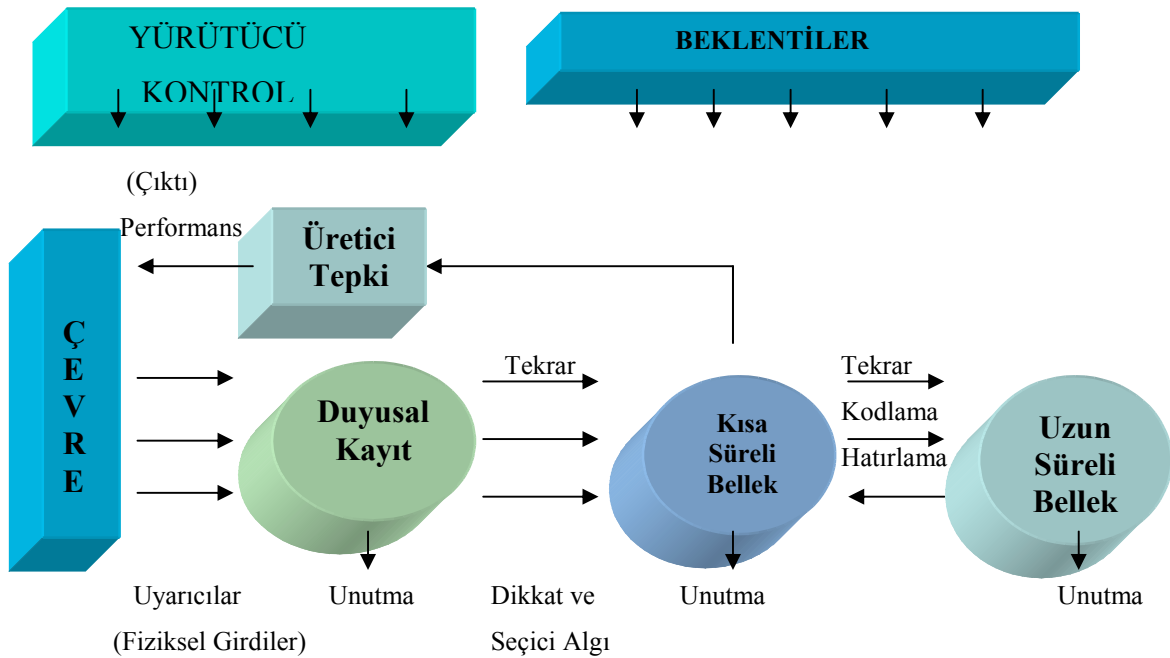 YÜRÜTÜCÜ
KONTROL
BEKLENTİLER
(Çıktı)
Performans
Üretici
Tepki
ÇEVRE
Tekrar
Tekrar
Duyusal
Kayıt
Kısa
Süreli
Bellek
Kodlama
Hatırlama
Uzun
Süreli
Bellek
Uyarıcılar
(Fiziksel Girdiler)
Unutma
Dikkat ve
Seçici Algı
Unutma
Unutma